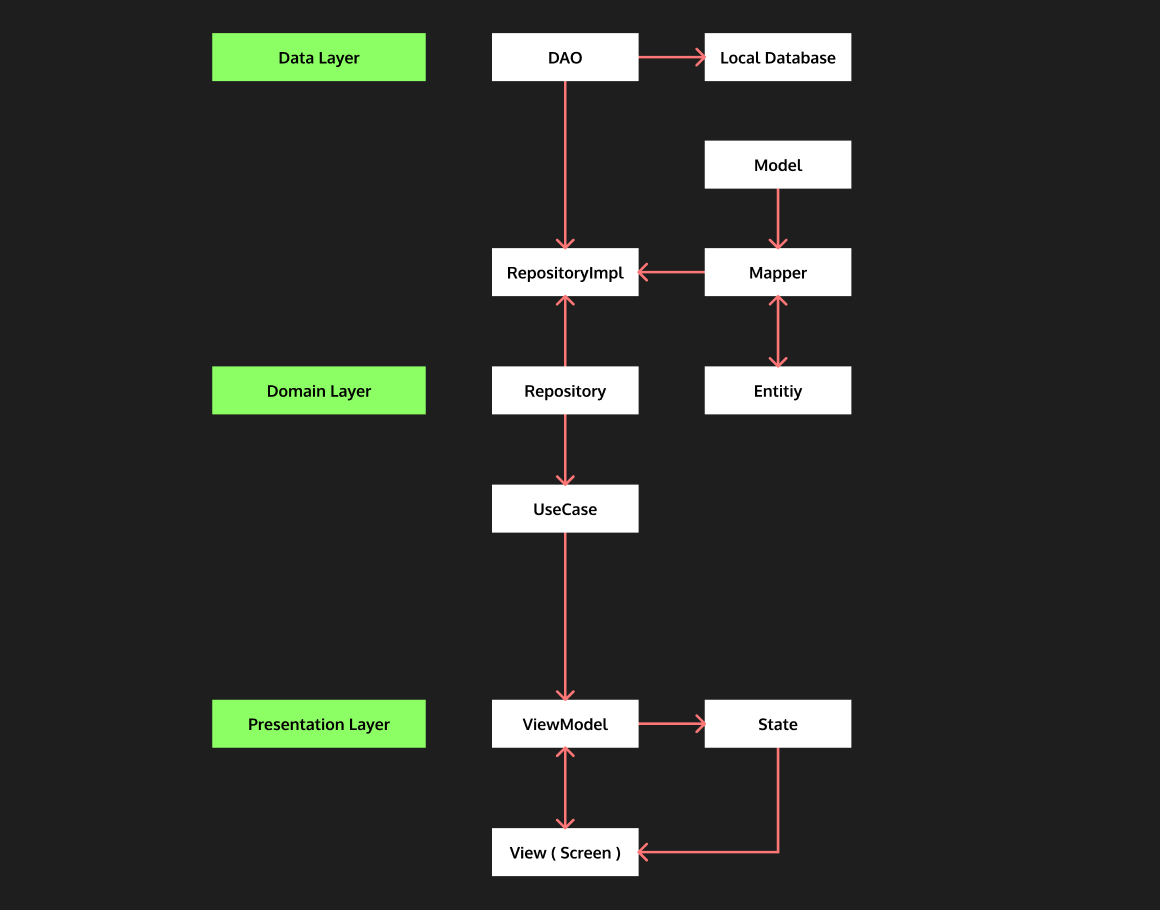 Data Layer
DAO
Local Database
Model
RepositoryImpl
Mapper
Domain Layer
Repository
Entitiy
UseCase
Presentation Layer
ViewModel
State
View ( Screen )